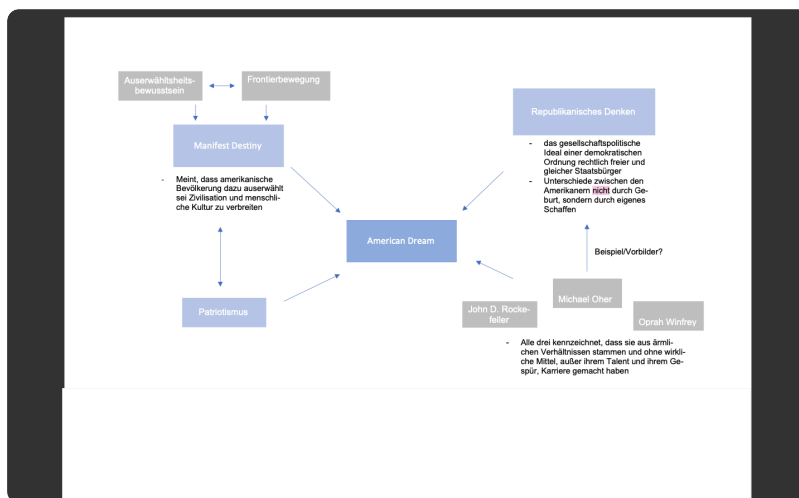 Auserwähltsheits-
bewusstsein
Frontierbewegung
Manifest Destiny
- Meint, dass amerikanische
Bevölkerung dazu auserwählt
sei Zivilisation und menschli-
che Kultur zu verbreiten
Patriotismus
American Dream
Republikanisches Denken
- das gesellschaftspolitische
Ideal einer demokratischen
Ordnung rechtlich freier und
gleicher Staatsbürger
- Unterschiede zwischen den
Amerikanern nicht durch Ge-
burt, sondern durch eigenes
Schaffen
Beispiel/Vorbilder?
John D. Rocke-
feller
Michael Oher
Oprah Winfrey
- Alle drei kennzeichnet, dass sie aus ärmli-
chen Verhältnissen stammen und ohne wirkli-
che Mittel, außer ihrem Talent und ihrem Ge-
spür, Karriere gemacht haben